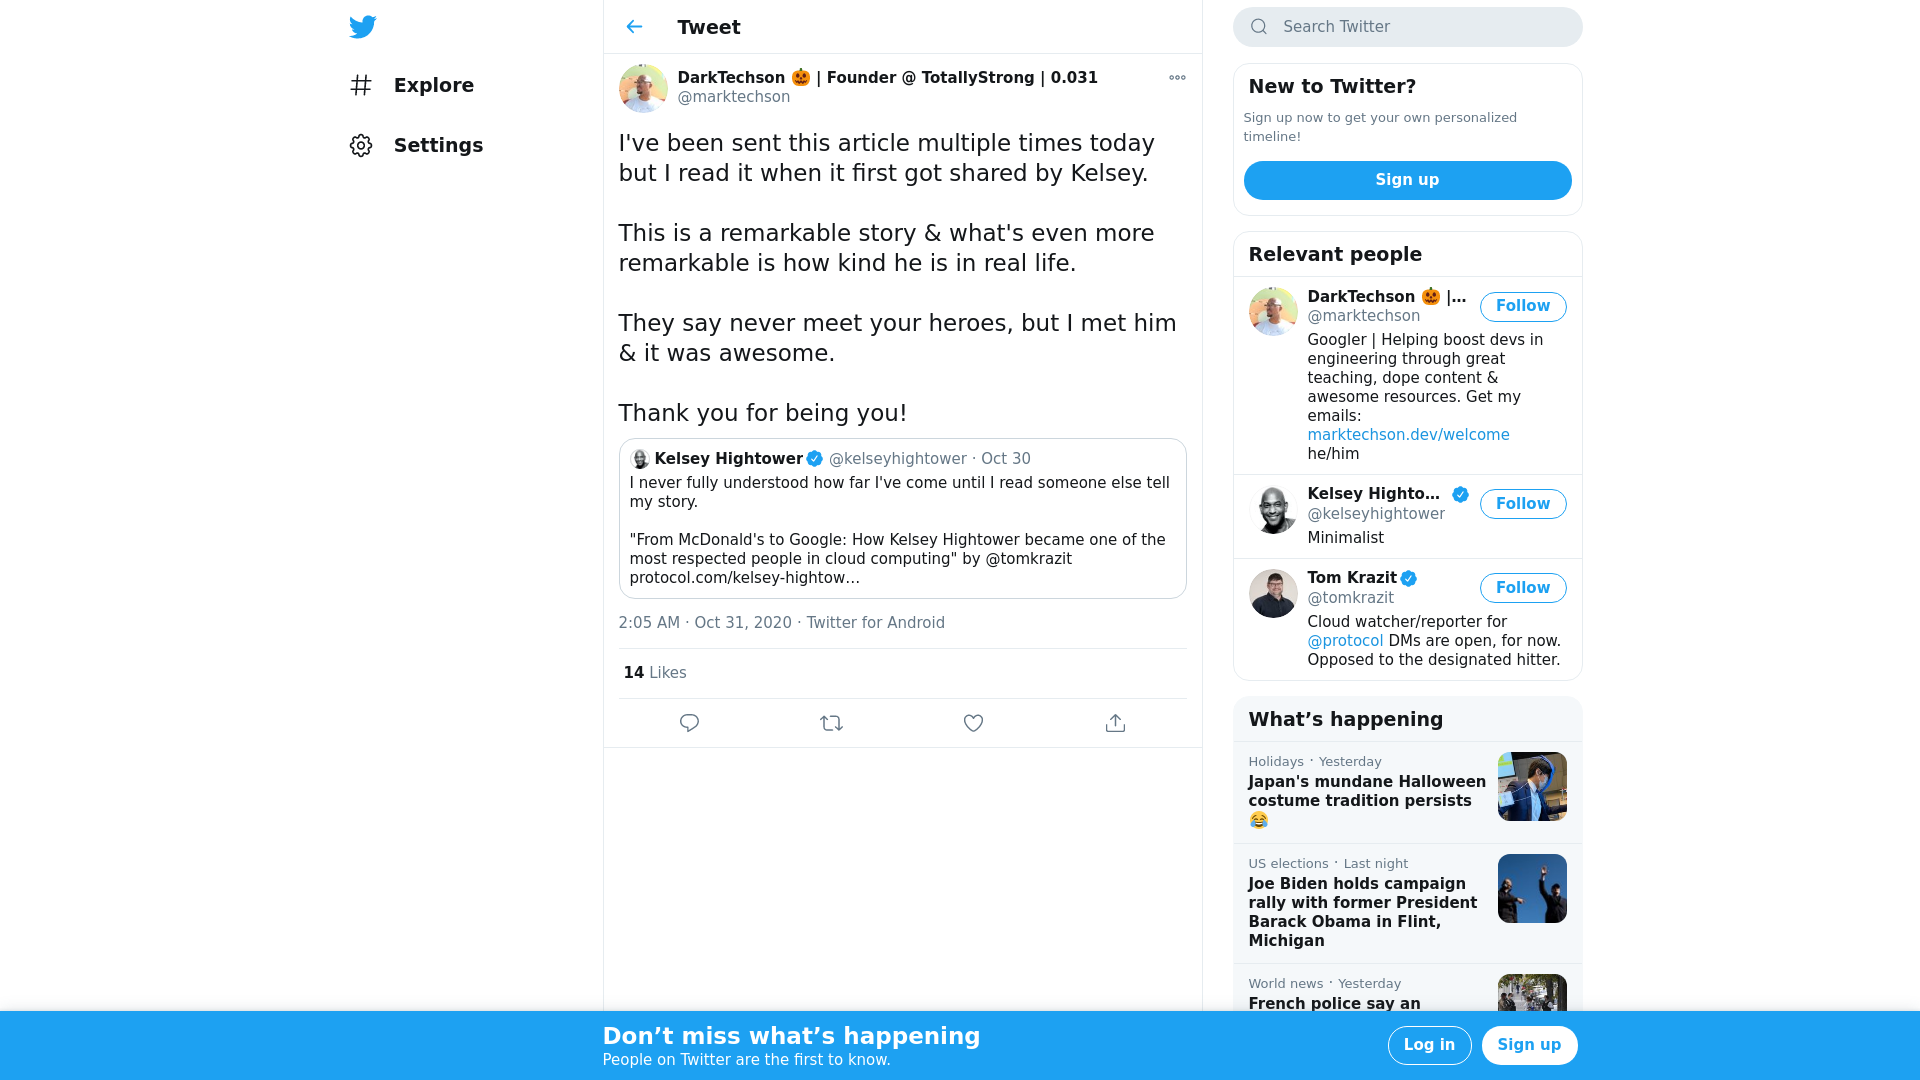 Explore
Settings
Tweet
DarkTechson 🎃 | Founder @ TotallyStrong | 0.031
@marktechson
I've been sent this article multiple times today
but I read it when it first got shared by Kelsey.
This is a remarkable story & what's even more
remarkable is how kind he is in real life.
They say never meet your heroes, but I met him
& it was awesome.
Thank you for being you!
Kelsey Hightower @kelseyhightower · Oct 30
I never fully understood how far I've come until I read someone else tell
my story.
"From McDonald's to Google: How Kelsey Hightower became one of the
most respected people in cloud computing" by @tomkrazit
protocol.com/kelsey-hightow…
2:05 AM · Oct 31, 2020 · Twitter for Android
14 Likes
Search Twitter
New to Twitter?
Sign up now to get your own personalized
timeline!
Sign up
Relevant people
DarkTechson 🎃 |…
Follow
@marktechson
Googler | Helping boost devs in
engineering through great
teaching, dope content &
awesome resources. Get my
emails:
marktechson.dev/welcome
he/him
Kelsey Highto…
Follow
@kelseyhightower
Minimalist
Tom Krazit
Follow
@tomkrazit
Cloud watcher/reporter for
@protocol DMs are open, for now.
Opposed to the designated hitter.
What's happening
Holidays · Yesterday
Japan's mundane Halloween
costume tradition persists
😂
US elections · Last night
Joe Biden holds campaign
rally with former President
Barack Obama in Flint,
Michigan
World news · Yesterday
French police say an
Don't miss what's happening
People on Twitter are the first to know.
Log in
Sign up